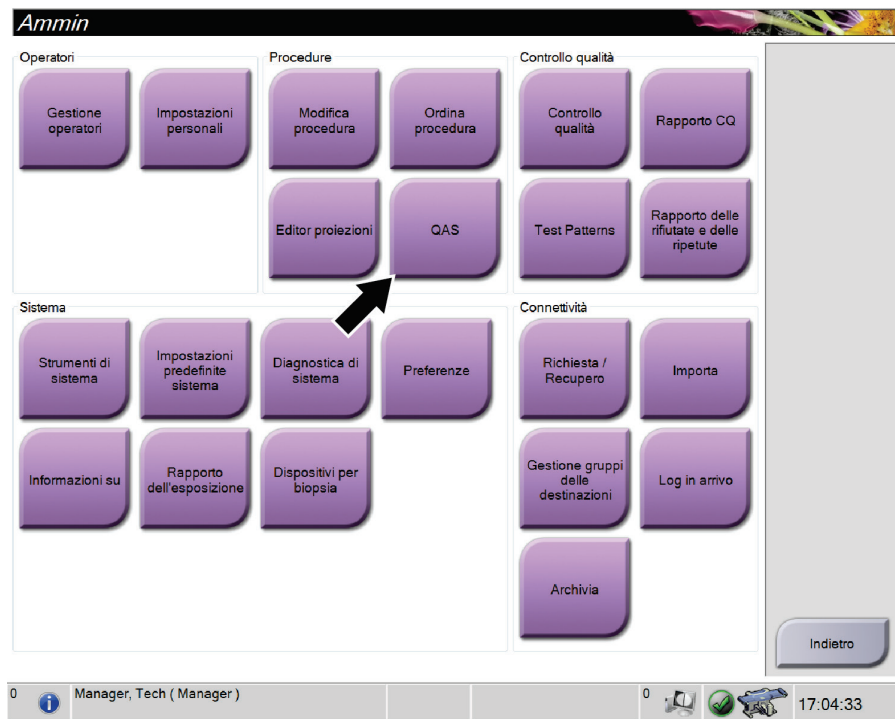 Ammin
Operatori
Gestione
operatori
Impostazioni
personali
Procedure
Modifica
procedura
Ordina
procedura
Editor proiezioni
QAS
Controllo qualità
Controllo
qualità
Rapporto CQ
Test Patterns
Rapporto delle
rifiutate e delle
ripetute
Sistema
Strumenti di
sistema
Impostazioni
predefinite
sistema
Diagnostica di
sistema
Preferenze
Informazioni su
Rapporto
dell'esposizione
Dispositivi per
biopsia
Connettività
Richiesta /
Recupero
Importa
Gestione gruppi
delle
destinazioni
Log in arrivo
Archivia
Indietro
0
Manager, Tech ( Manager )
0
17:04:33